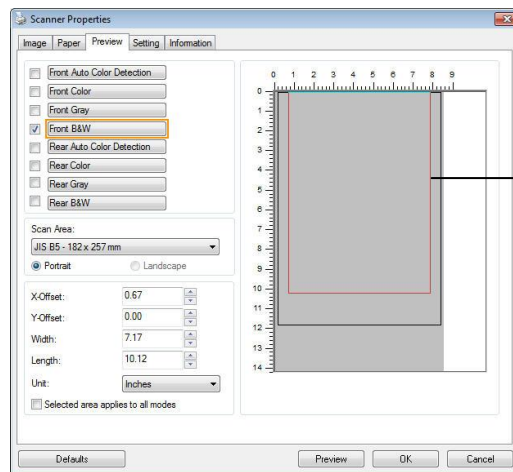 Scanner Properties
Image Paper Preview Setting Information
Front Auto Color Detection
Front Color
Front Gray
Front B&W
Rear Auto Color Detection
Rear Color
Rear Gray
Rear B&W
Scan Area:
JIS B5 - 182 x 257 mm
Portrait Landscape
X-Offset: 0.67
Y-Offset: 0.00
Width: 7.17
Length: 10.12
Unit: Inches
Selected area applies to all modes
0 1 2 3 4 5 6 7 8 9
0
1
2
3
4
5
6
7
8
9
10
11
12
13
14
Defaults Preview OK Cancel